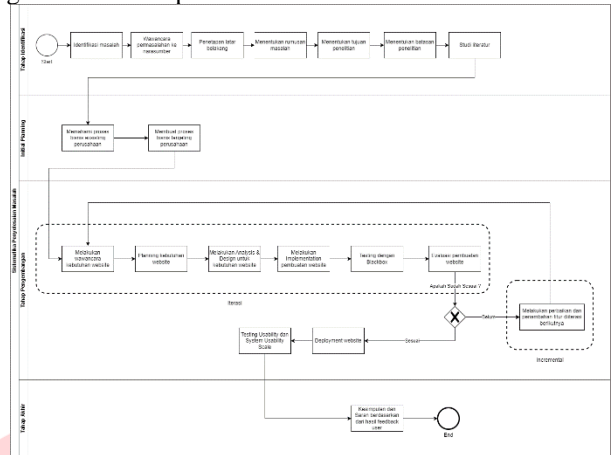 Sistematika Penyelesaian Masalah
Tahap Identifikasi
Start
Identifikasi masalah
Wawancara
permasalahan ke
narasumber
Penetapan latar
belakang
Menentukan rumusan
masalah
Menentukan tujuan
penelitian
Menentukan batasan
penelitian
Studi literatur
Initial Planning
Memahami proses
bisnis existing
perusahaan
Membuat proses
bisnis targeting
perusahaan
Tahap Pengembangan
Melakukan
wawancara
kebutuhan website
Planning kebutuhan
website
Melakukan Analysis &
Design untuk
kebutuhan website
Melakukan
Implementation
pembuatan website
Testing dengan
Blackbox
Evaluasi pembuatan
website
Iterasi
Apakah Sudah Sesuai ?
Belum
Melakukan perbaikan dan
penambahan fitur diiterasi
berikutnya
Incremental
Sesuai
Deployment website
Testing Usability dan
System Usability
Scale
Tahap Akhir
Kesimpulan dan
Saran berdasarkan
dari hasil feedback
user
End